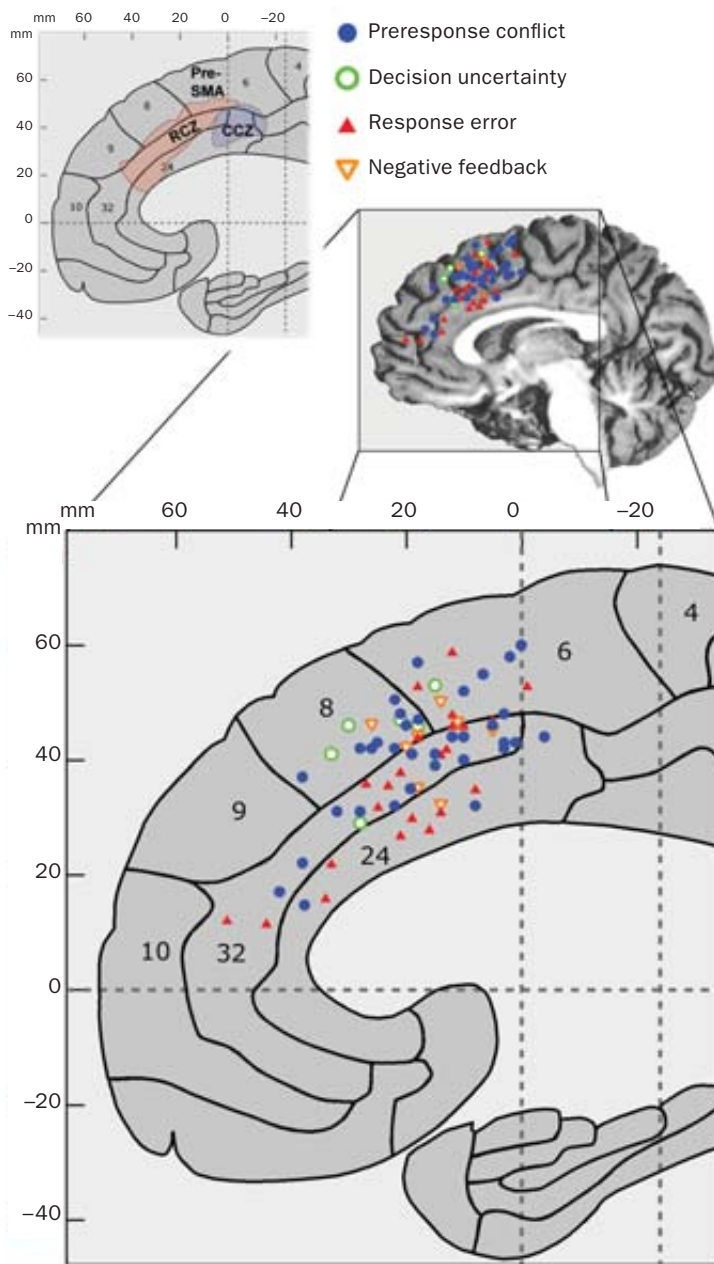 mm 60 40 20 0 −20
mm
60
40
20
0
−20
−40
Pre-
SMA
6
4
8
RCZ
CCZ
9
24
10
32
Preresponse conflict
Decision uncertainty
Response error
Negative feedback
mm 60 40 20 0 −20
mm
60
40
20
0
−20
−40
4
6
8
9
24
10
32